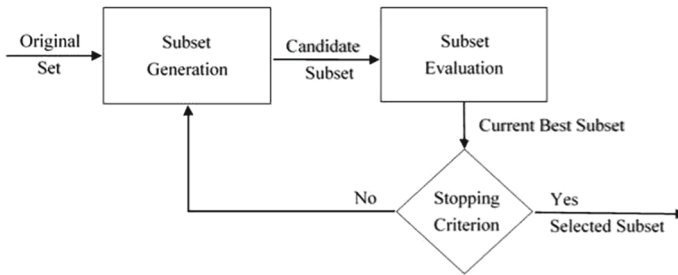 Original
Set
Subset
Generation
Candidate
Subset
Subset
Evaluation
Current Best Subset
No
Stopping
Criterion
Yes
Selected Subset